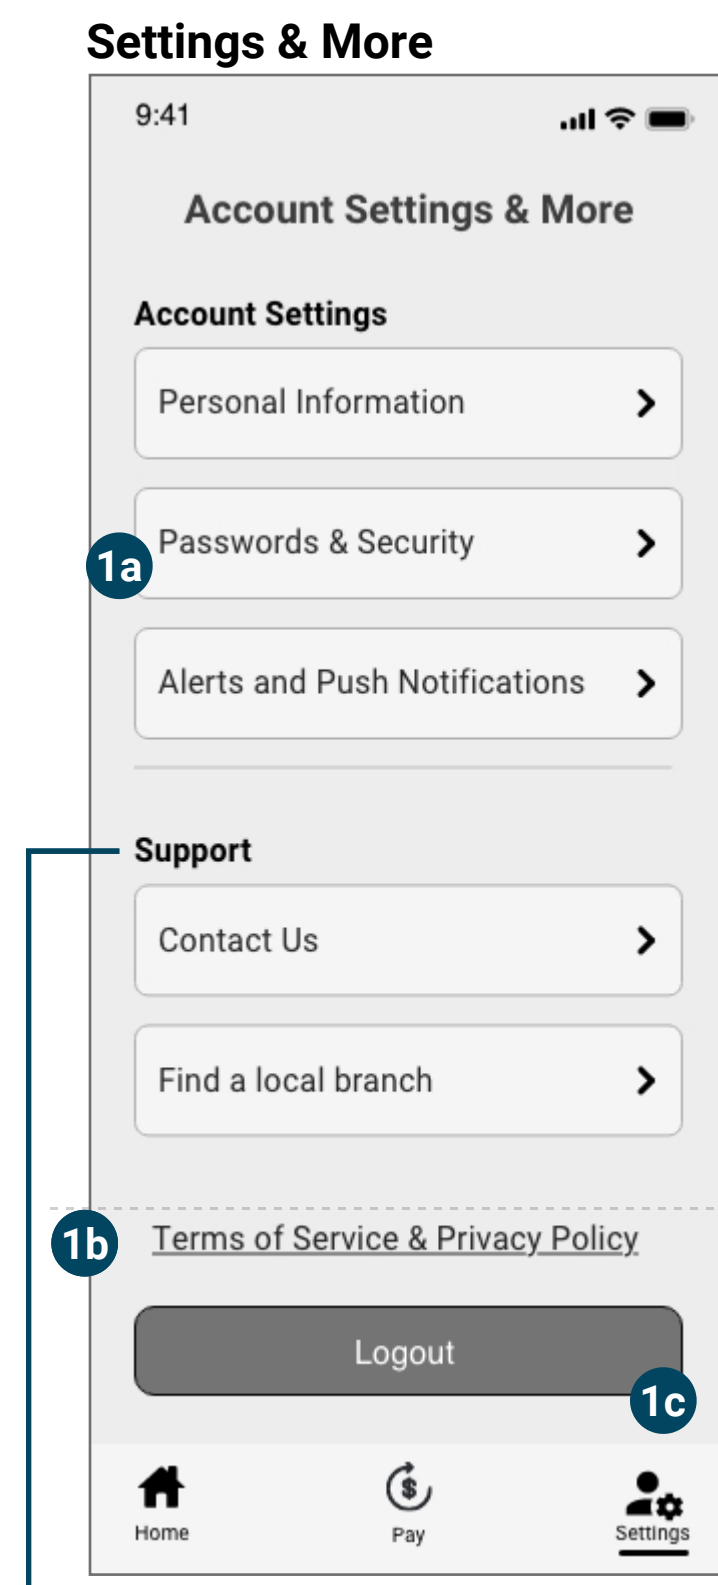 Settings & More
9:41
Account Settings & More
Account Settings
Personal Information
Passwords & Security
1a
Alerts and Push Notifications
Support
Contact Us
Find a local branch
1b
Terms of Service & Privacy Policy
Logout
1c
$
Home
Pay
Settings